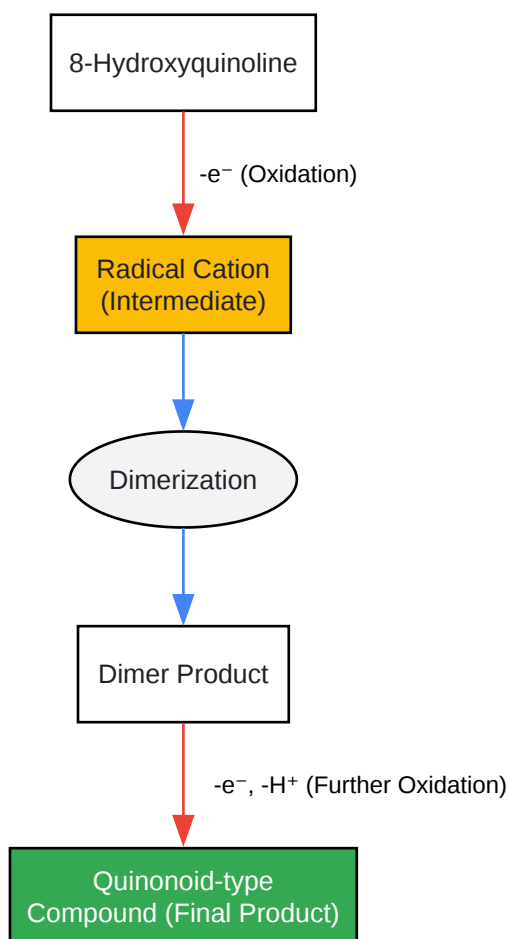 8-Hydroxyquinoline
-e⁻ (Oxidation)
Radical Cation
(Intermediate)
Dimerization
Dimer Product
-e⁻, -H⁺ (Further Oxidation)
Quinonoid-type
Compound (Final Product)